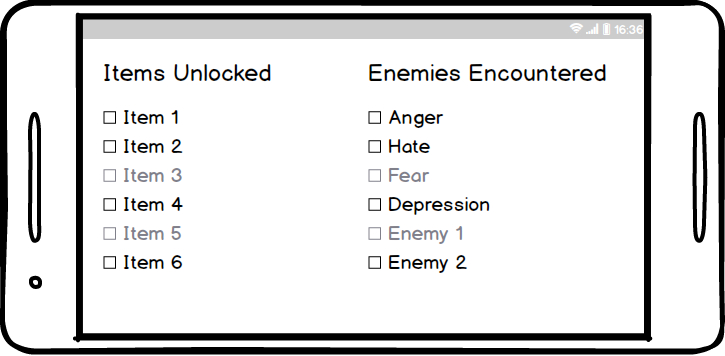 16:36
Items Unlocked
Item 1
Item 2
Item 3
Item 4
Item 5
Item 6
Enemies Encountered
Anger
Hate
Fear
Depression
Enemy 1
Enemy 2